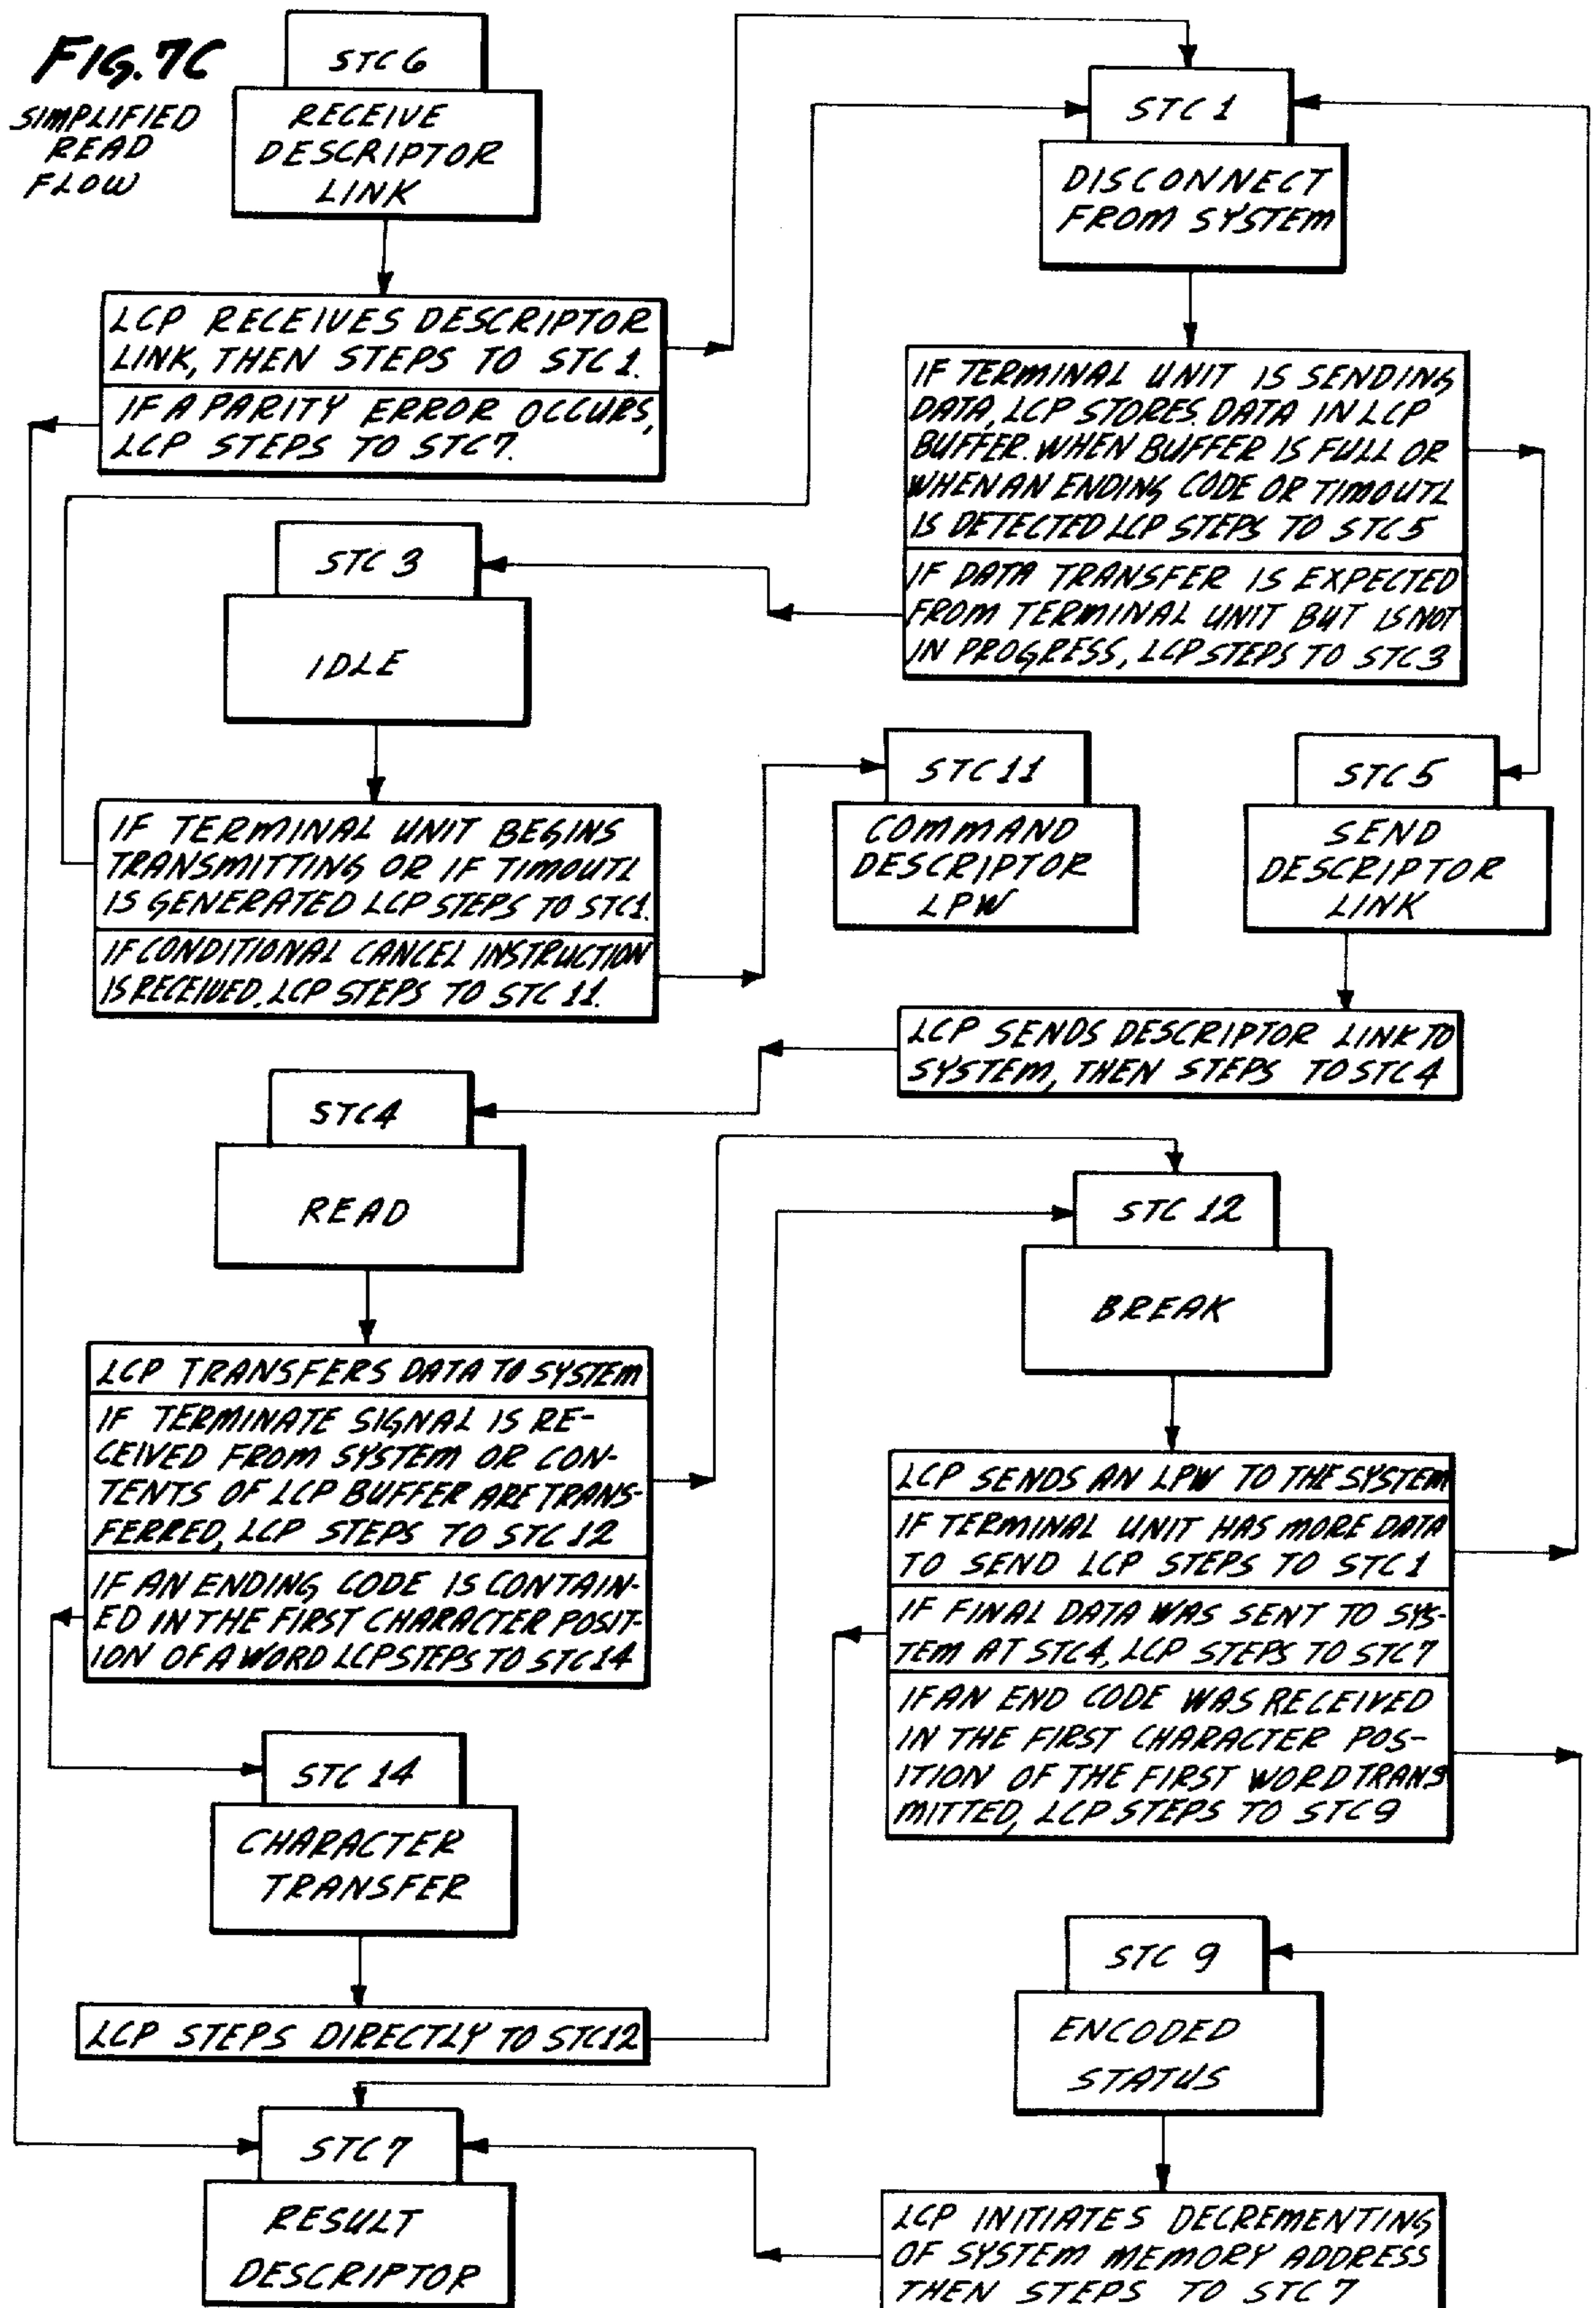 FIG. 7C
SIMPLIFIED
READ
FLOW
STC 6
RECEIVE
DESCRIPTOR
LINK
LCP RECEIVES DESCRIPTOR
LINK, THEN STEPS TO STC 1.
IF A PARITY ERROR OCCURS,
LCP STEPS TO STC 7.
STC 1
DISCONNECT
FROM SYSTEM
IF TERMINAL UNIT IS SENDING
DATA, LCP STORES DATA IN LCP
BUFFER. WHEN BUFFER IS FULL OR
WHEN AN ENDING CODE OR TIMOUTL
IS DETECTED LCP STEPS TO STC 5
IF DATA TRANSFER IS EXPECTED
FROM TERMINAL UNIT BUT IS NOT
IN PROGRESS, LCP STEPS TO STC 3
STC 3
IDLE
IF TERMINAL UNIT BEGINS
TRANSMITTING OR IF TIMOUTL
IS GENERATED LCP STEPS TO STC1.
IF CONDITIONAL CANCEL INSTRUCTION
IS RECEIVED, LCP STEPS TO STC 11.
STC 11
COMMAND
DESCRIPTOR
LPW
STC 5
SEND
DESCRIPTOR
LINK
LCP SENDS DESCRIPTOR LINK TO
SYSTEM, THEN STEPS TO STC 4
STC4
READ
LCP TRANSFERS DATA TO SYSTEM
IF TERMINATE SIGNAL IS RE-
CEIVED FROM SYSTEM OR CON-
TENTS OF LCP BUFFER ARE TRANS-
FERRED, LCP STEPS TO STC 12
IF AN ENDING CODE IS CONTAIN-
ED IN THE FIRST CHARACTER POSIT-
ION OF A WORD LCP STEPS TO STC 14
STC 12
BREAK
LCP SENDS AN LPW TO THE SYSTEM
IF TERMINAL UNIT HAS MORE DATA
TO SEND LCP STEPS TO STC 1
IF FINAL DATA WAS SENT TO SYS-
TEM AT STC4, LCP STEPS TO STC 7
IF AN END CODE WAS RECEIVED
IN THE FIRST CHARACTER POS-
ITION OF THE FIRST WORD TRANS
MITTED, LCP STEPS TO STC 9
STC 14
CHARACTER
TRANSFER
LCP STEPS DIRECTLY TO STC12
STC 9
ENCODED
STATUS
LCP INITIATES DECREMENTING
OF SYSTEM MEMORY ADDRESS
THEN STEPS TO STC 7
STC 7
RESULT
DESCRIPTOR